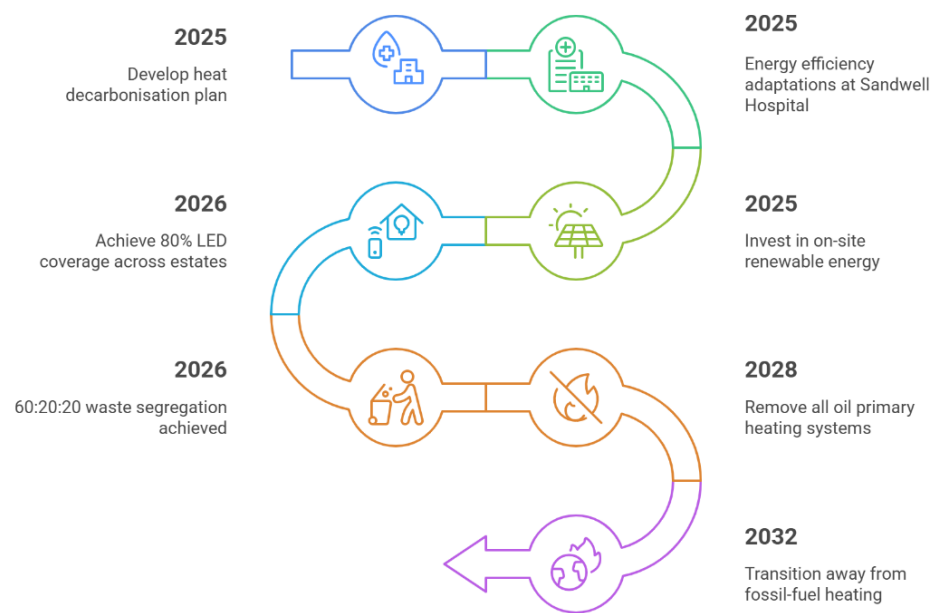 2025
Develop heat
decarbonisation plan
2025
Energy efficiency
adaptations at Sandwell
Hospital
2025
Invest in on-site
renewable energy
2026
Achieve 80% LED
coverage across estates
2026
60:20:20 waste segregation
achieved
2028
Remove all oil primary
heating systems
2032
Transition away from
fossil-fuel heating